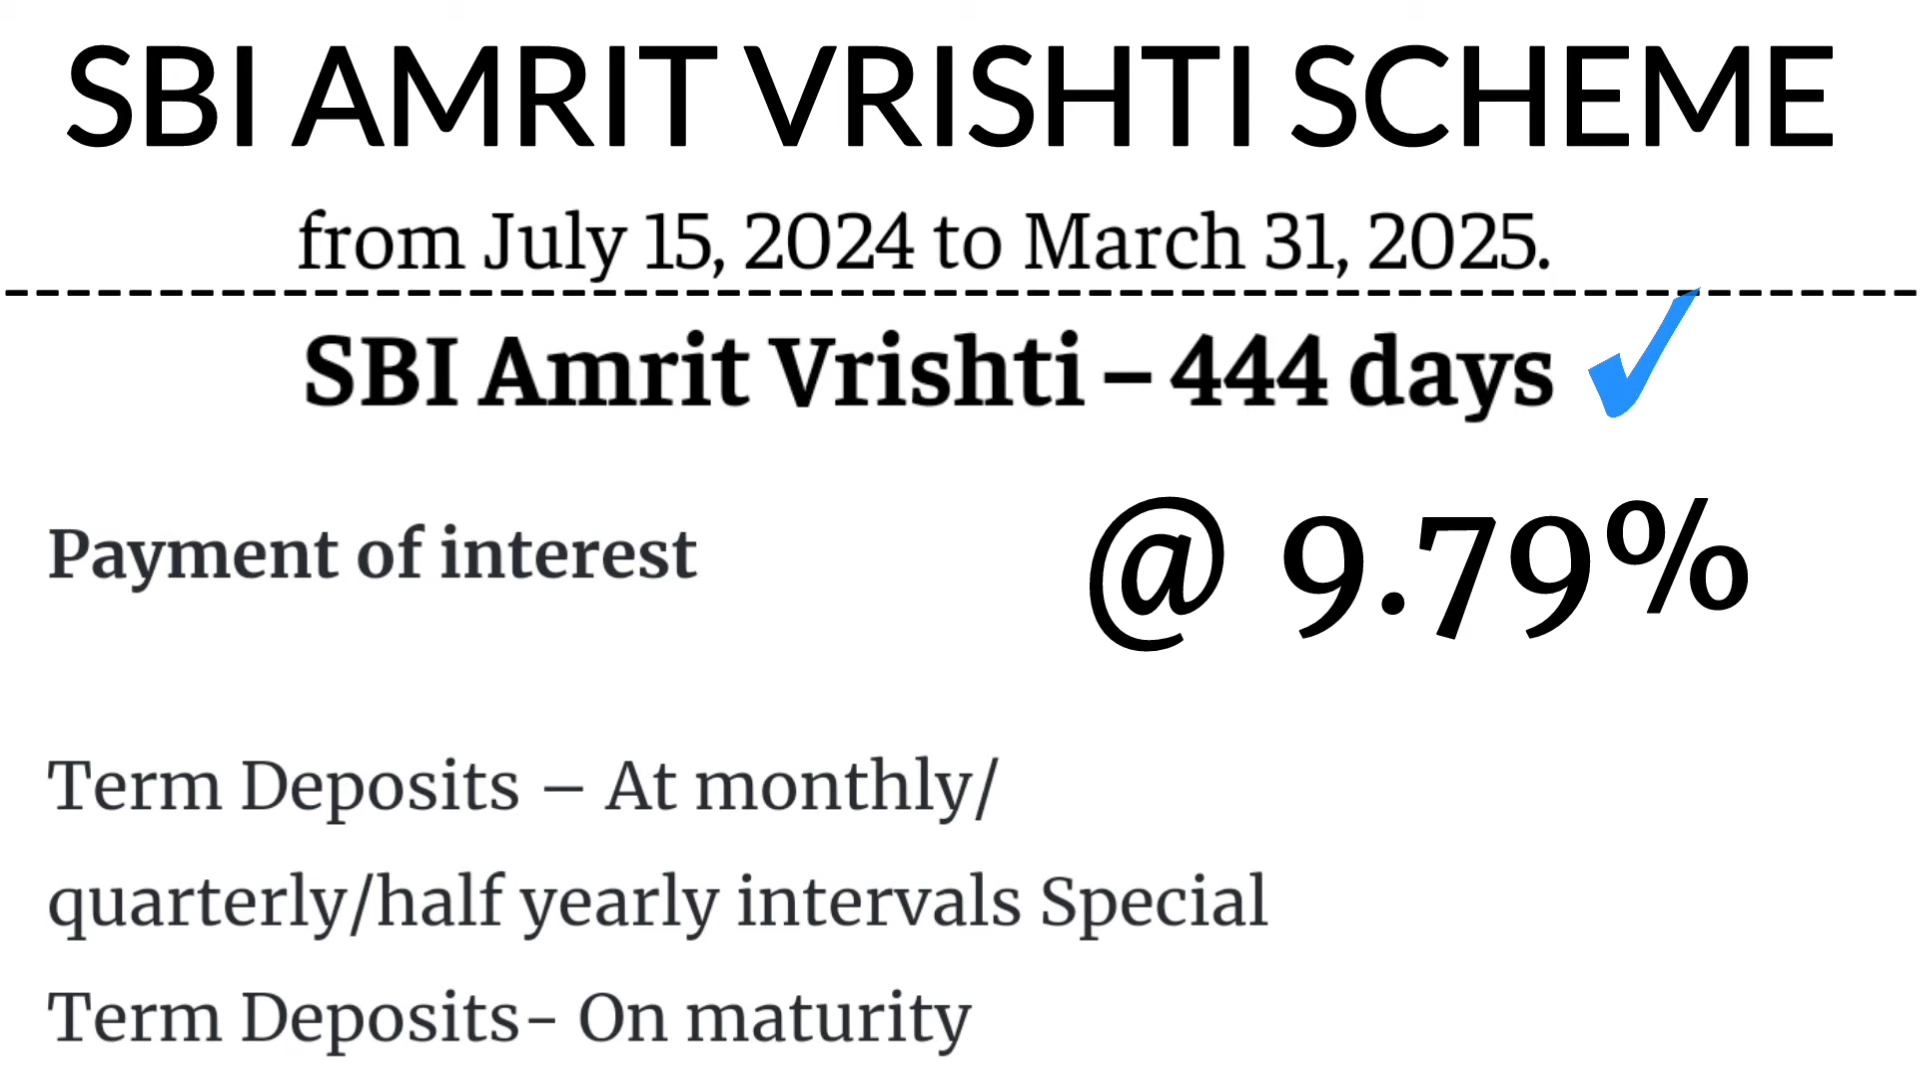 SBI AMRIT VRISHTI SCHEME
from July 15, 2024 to March 31, 2025.
SBI Amrit Vrishti – 444 days
Payment of interest @ 9.79%
Term Deposits – At monthly/
quarterly/half yearly intervals Special
Term Deposits- On maturity